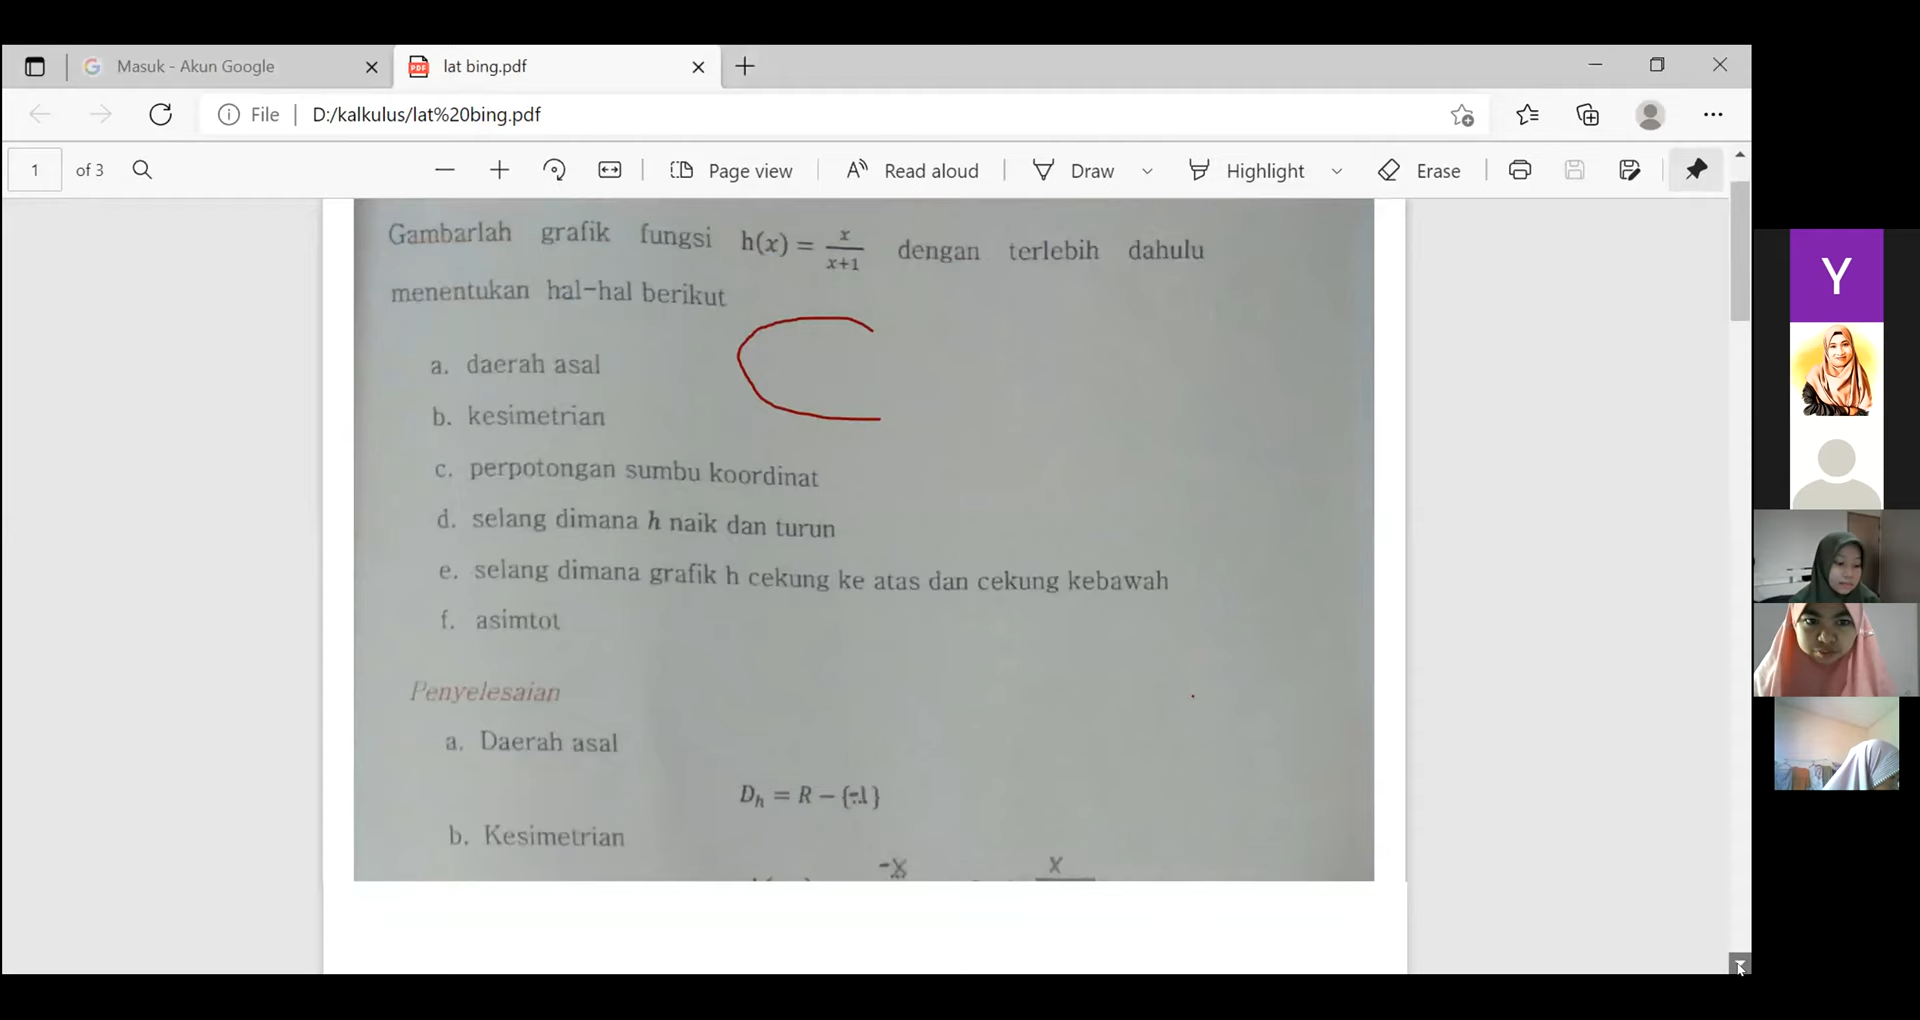 Masuk - Akun Google
lat bing.pdf
File
D:/kalkulus/lat%20bing.pdf
1 of 3
Page view
Read aloud
Draw
Highlight
Erase
Gambarlah grafik fungsi h(x) = x/x+1 dengan terlebih dahulu
menentukan hal-hal berikut
a. daerah asal
b. kesimetrian
c. perpotongan sumbu koordinat
d. selang dimana h naik dan turun
e. selang dimana grafik h cekung ke atas dan cekung kebawah
f. asimtot
Penyelesaian
a. Daerah asal
Dh = R − {-1}
b. Kesimetrian
-x x
Y